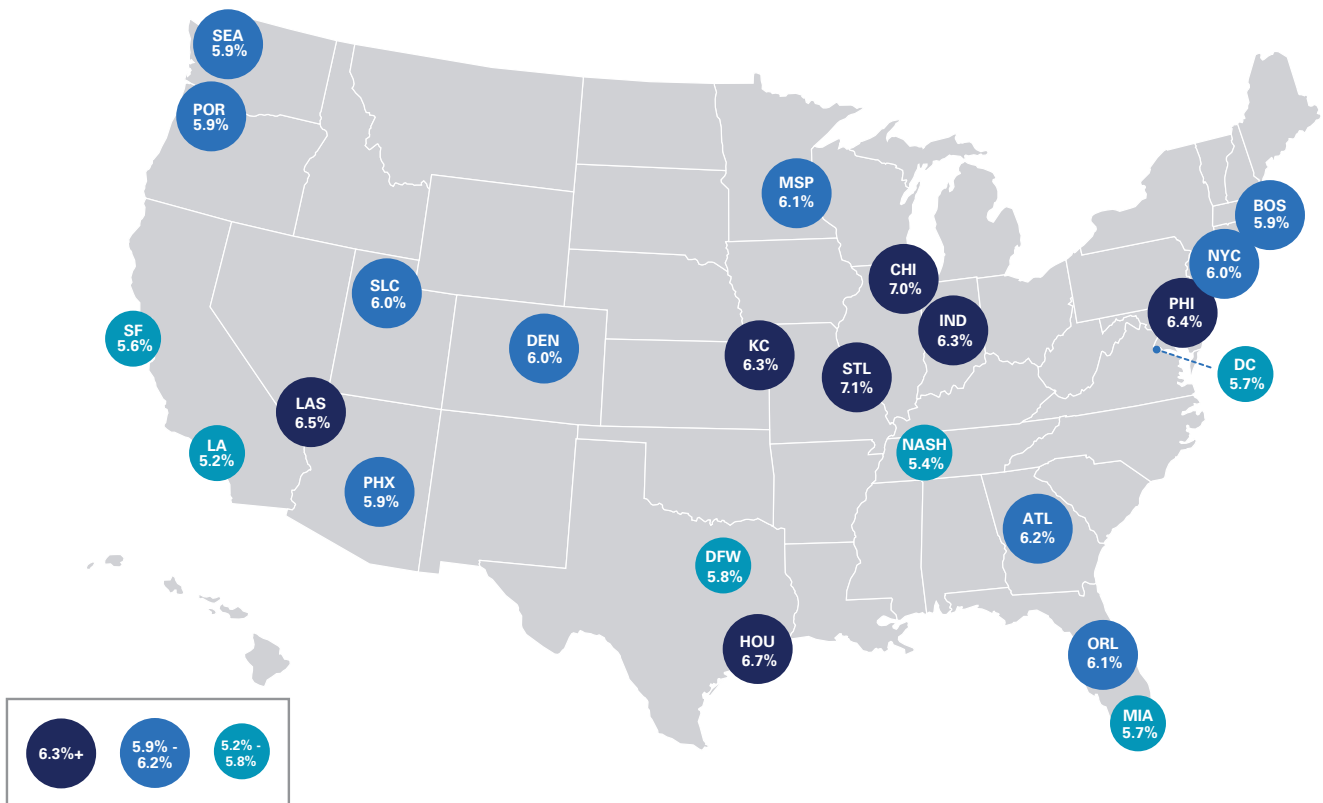 SEA
5.9%
POR
5.9%
MSP
6.1%
BOS
5.9%
NYC
6.0%
CHI
7.0%
SLC
6.0%
PHI
6.4%
IND
6.3%
SF
5.6%
DEN
6.0%
KC
6.3%
STL
7.1%
DC
5.7%
LAS
6.5%
LA
5.2%
NASH
5.4%
PHX
5.9%
ATL
6.2%
DFW
5.8%
HOU
6.7%
ORL
6.1%
MIA
5.7%
6.3%+
5.9% -
6.2%
5.2% -
5.8%